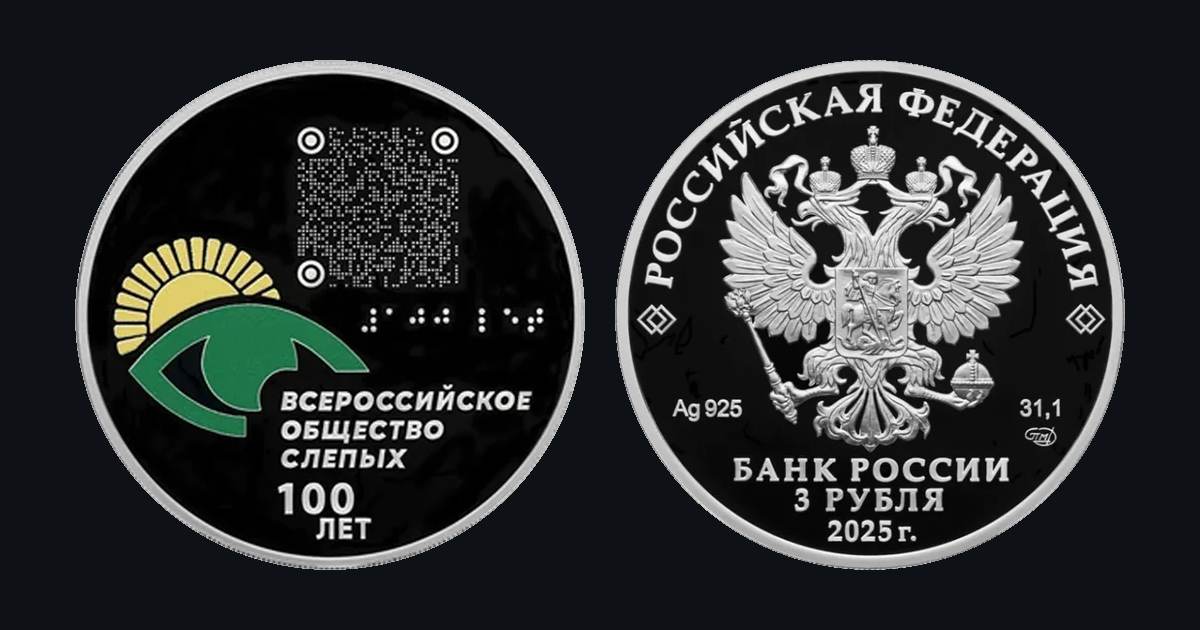 ВСЕРОССИЙСКОЕ
ОБЩЕСТВО
СЛЕПЫХ
100
ЛЕТ
РОССИЙСКАЯ ФЕДЕРАЦИЯ
Ag 925
31,1
БАНК РОССИИ
3 РУБЛЯ
2025 г.